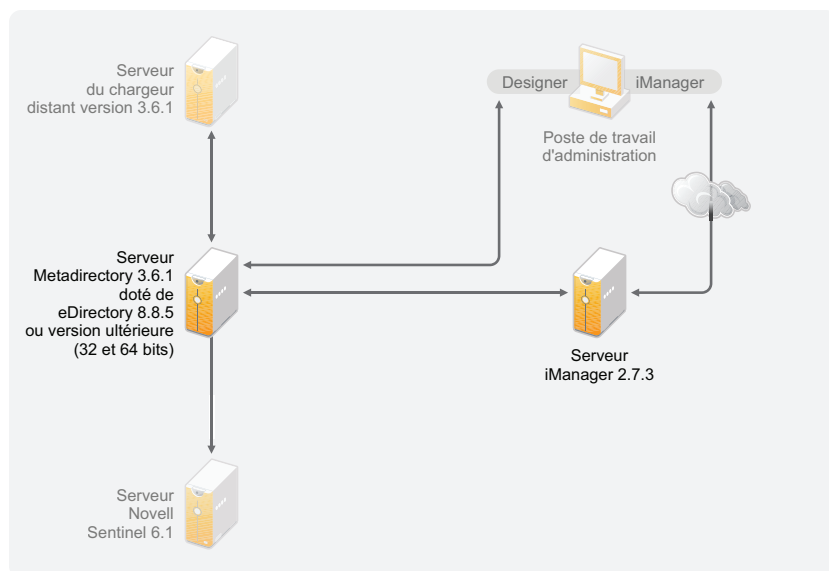 Serveur
du chargeur
distant version 3.6.1
Designer
iManager
Poste de travail
d'administration
Serveur
Metadirectory 3.6.1
doté de
eDirectory 8.8.5
ou version ultérieure
(32 et 64 bits)
Serveur
iManager 2.7.3
Serveur
Novell
Sentinel 6.1